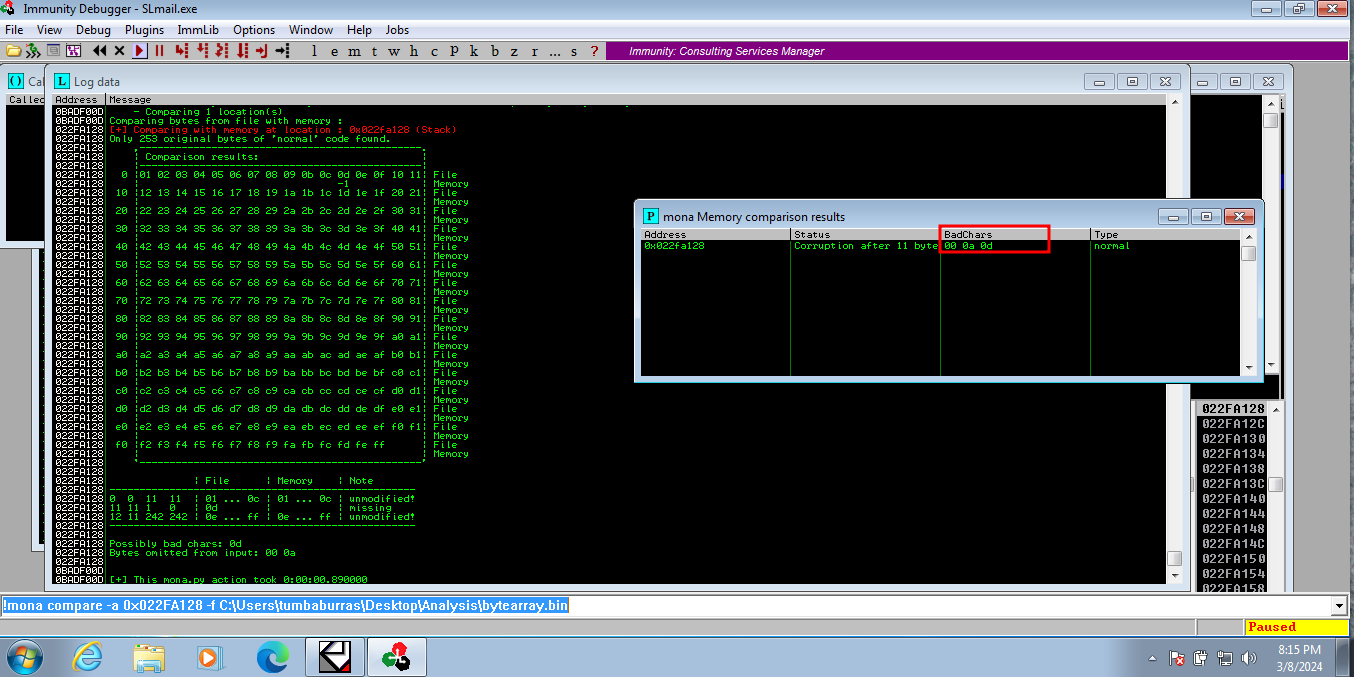 Immunity Debugger - SLmail.exe
File View Debug Plugins ImmLib Options Window Help Jobs
l e m t w h c P k b z r ... s ?
Immunity: Consulting Services Manager
Log data
Address Message
0BADF00D - Comparing 1 location(s)
0BADF00D Comparing bytes from file with memory :
022FA128 [+] Comparing with memory at location : 0x022fa128 (Stack)
022FA128 Only 253 original bytes of 'normal' code found.
022FA128
022FA128 Comparison results:
022FA128
022FA128 0 01 02 03 04 05 06 07 08 09 0b 0c 0d 0e 0f 10 11 File
022FA128 -1 Memory
022FA128 10 12 13 14 15 16 17 18 19 1a 1b 1c 1d 1e 1f 20 21 File
022FA128 Memory
022FA128 20 22 23 24 25 26 27 28 29 2a 2b 2c 2d 2e 2f 30 31 File
022FA128 Memory
022FA128 30 32 33 34 35 36 37 38 39 3a 3b 3c 3d 3e 3f 40 41 File
022FA128 Memory
022FA128 40 42 43 44 45 46 47 48 49 4a 4b 4c 4d 4e 4f 50 51 File
022FA128 Memory
022FA128 50 52 53 54 55 56 57 58 59 5a 5b 5c 5d 5e 5f 60 61 File
022FA128 Memory
022FA128 60 62 63 64 65 66 67 68 69 6a 6b 6c 6d 6e 6f 70 71 File
022FA128 Memory
022FA128 70 72 73 74 75 76 77 78 79 7a 7b 7c 7d 7e 7f 80 81 File
022FA128 Memory
022FA128 80 82 83 84 85 86 87 88 89 8a 8b 8c 8d 8e 8f 90 91 File
022FA128 Memory
022FA128 90 92 93 94 95 96 97 98 99 9a 9b 9c 9d 9e 9f a0 a1 File
022FA128 Memory
022FA128 a0 a2 a3 a4 a5 a6 a7 a8 a9 aa ab ac ad ae af b0 b1 File
022FA128 Memory
022FA128 b0 b2 b3 b4 b5 b6 b7 b8 b9 ba bb bc bd be bf c0 c1 File
022FA128 Memory
022FA128 c0 c2 c3 c4 c5 c6 c7 c8 c9 ca cb cc cd ce cf d0 d1 File
022FA128 Memory
022FA128 d0 d2 d3 d4 d5 d6 d7 d8 d9 da db dc dd de df e0 e1 File
022FA128 Memory
022FA128 e0 e2 e3 e4 e5 e6 e7 e8 e9 ea eb ec ed ee ef f0 f1 File
022FA128 Memory
022FA128 f0 f2 f3 f4 f5 f6 f7 f8 f9 fa fb fc fd fe ff File
022FA128 Memory
022FA128
022FA128
022FA128 | File | Memory | Note
022FA128
022FA128 0 0 11 11 | 01 ... 0c | 01 ... 0c | unmodified!
022FA128 11 11 1 0 | 0d | | missing
022FA128 12 11 242 242 | 0e ... ff | 0e ... ff | unmodified!
022FA128
022FA128
022FA128 Possibly bad chars: 0d
022FA128 Bytes omitted from input: 00 0a
022FA128
0BADF00D
0BADF00D [+] This mona.py action took 0:00:00.890000
mona Memory comparison results
Address Status BadChars Type
0x022fa128 Corruption after 11 byte 00 0a 0d normal
022FA128
022FA12C
022FA130
022FA134
022FA138
022FA13C
022FA140
022FA144
022FA148
022FA14C
022FA150
022FA154
022FA158
!mona compare -a 0x022FA128 -f C:\Users\tumbaburras\Desktop\Analysis\bytearray.bin
Paused
8:15 PM
3/8/2024